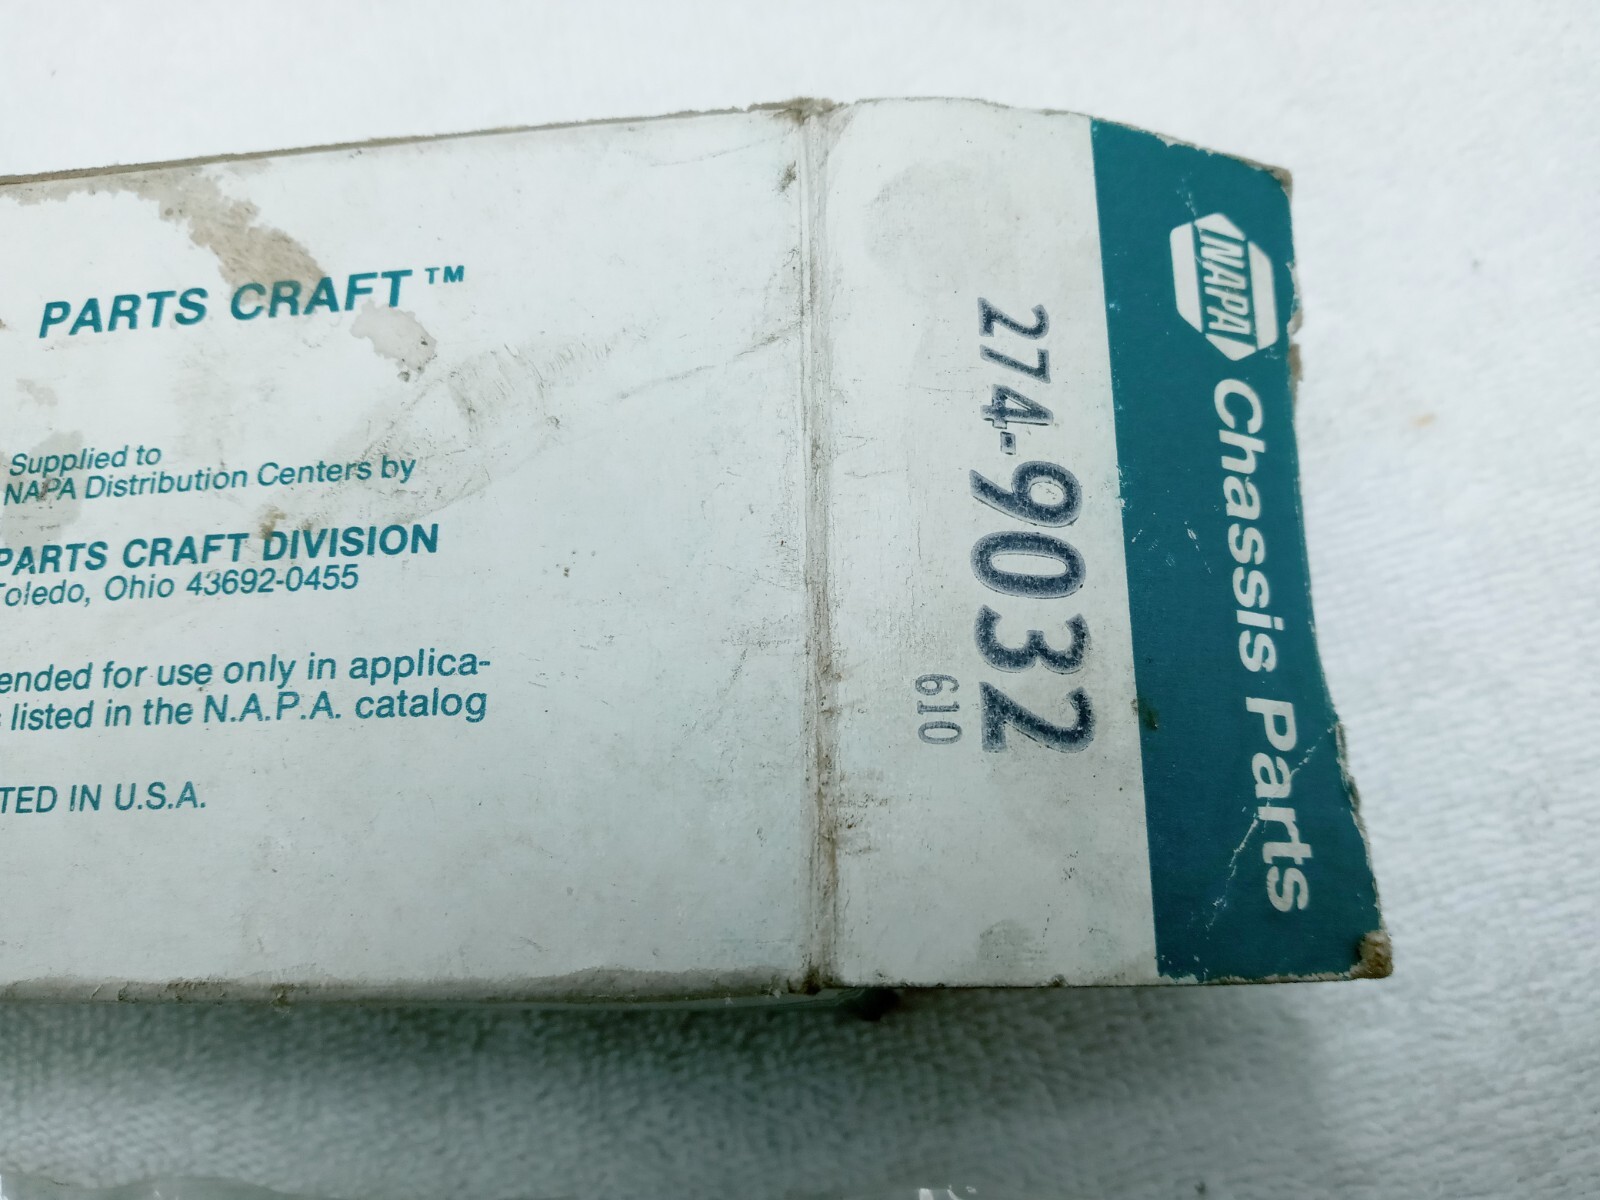 PARTS CRAFT™
Supplied to
NAPA Distribution Centers by
PARTS CRAFT DIVISION
Toledo, Ohio 43692-0455
ended for use only in applica-
s listed in the N.A.P.A. catalog
TED IN U.S.A.
274-9032
610
NAPA Chassis Parts